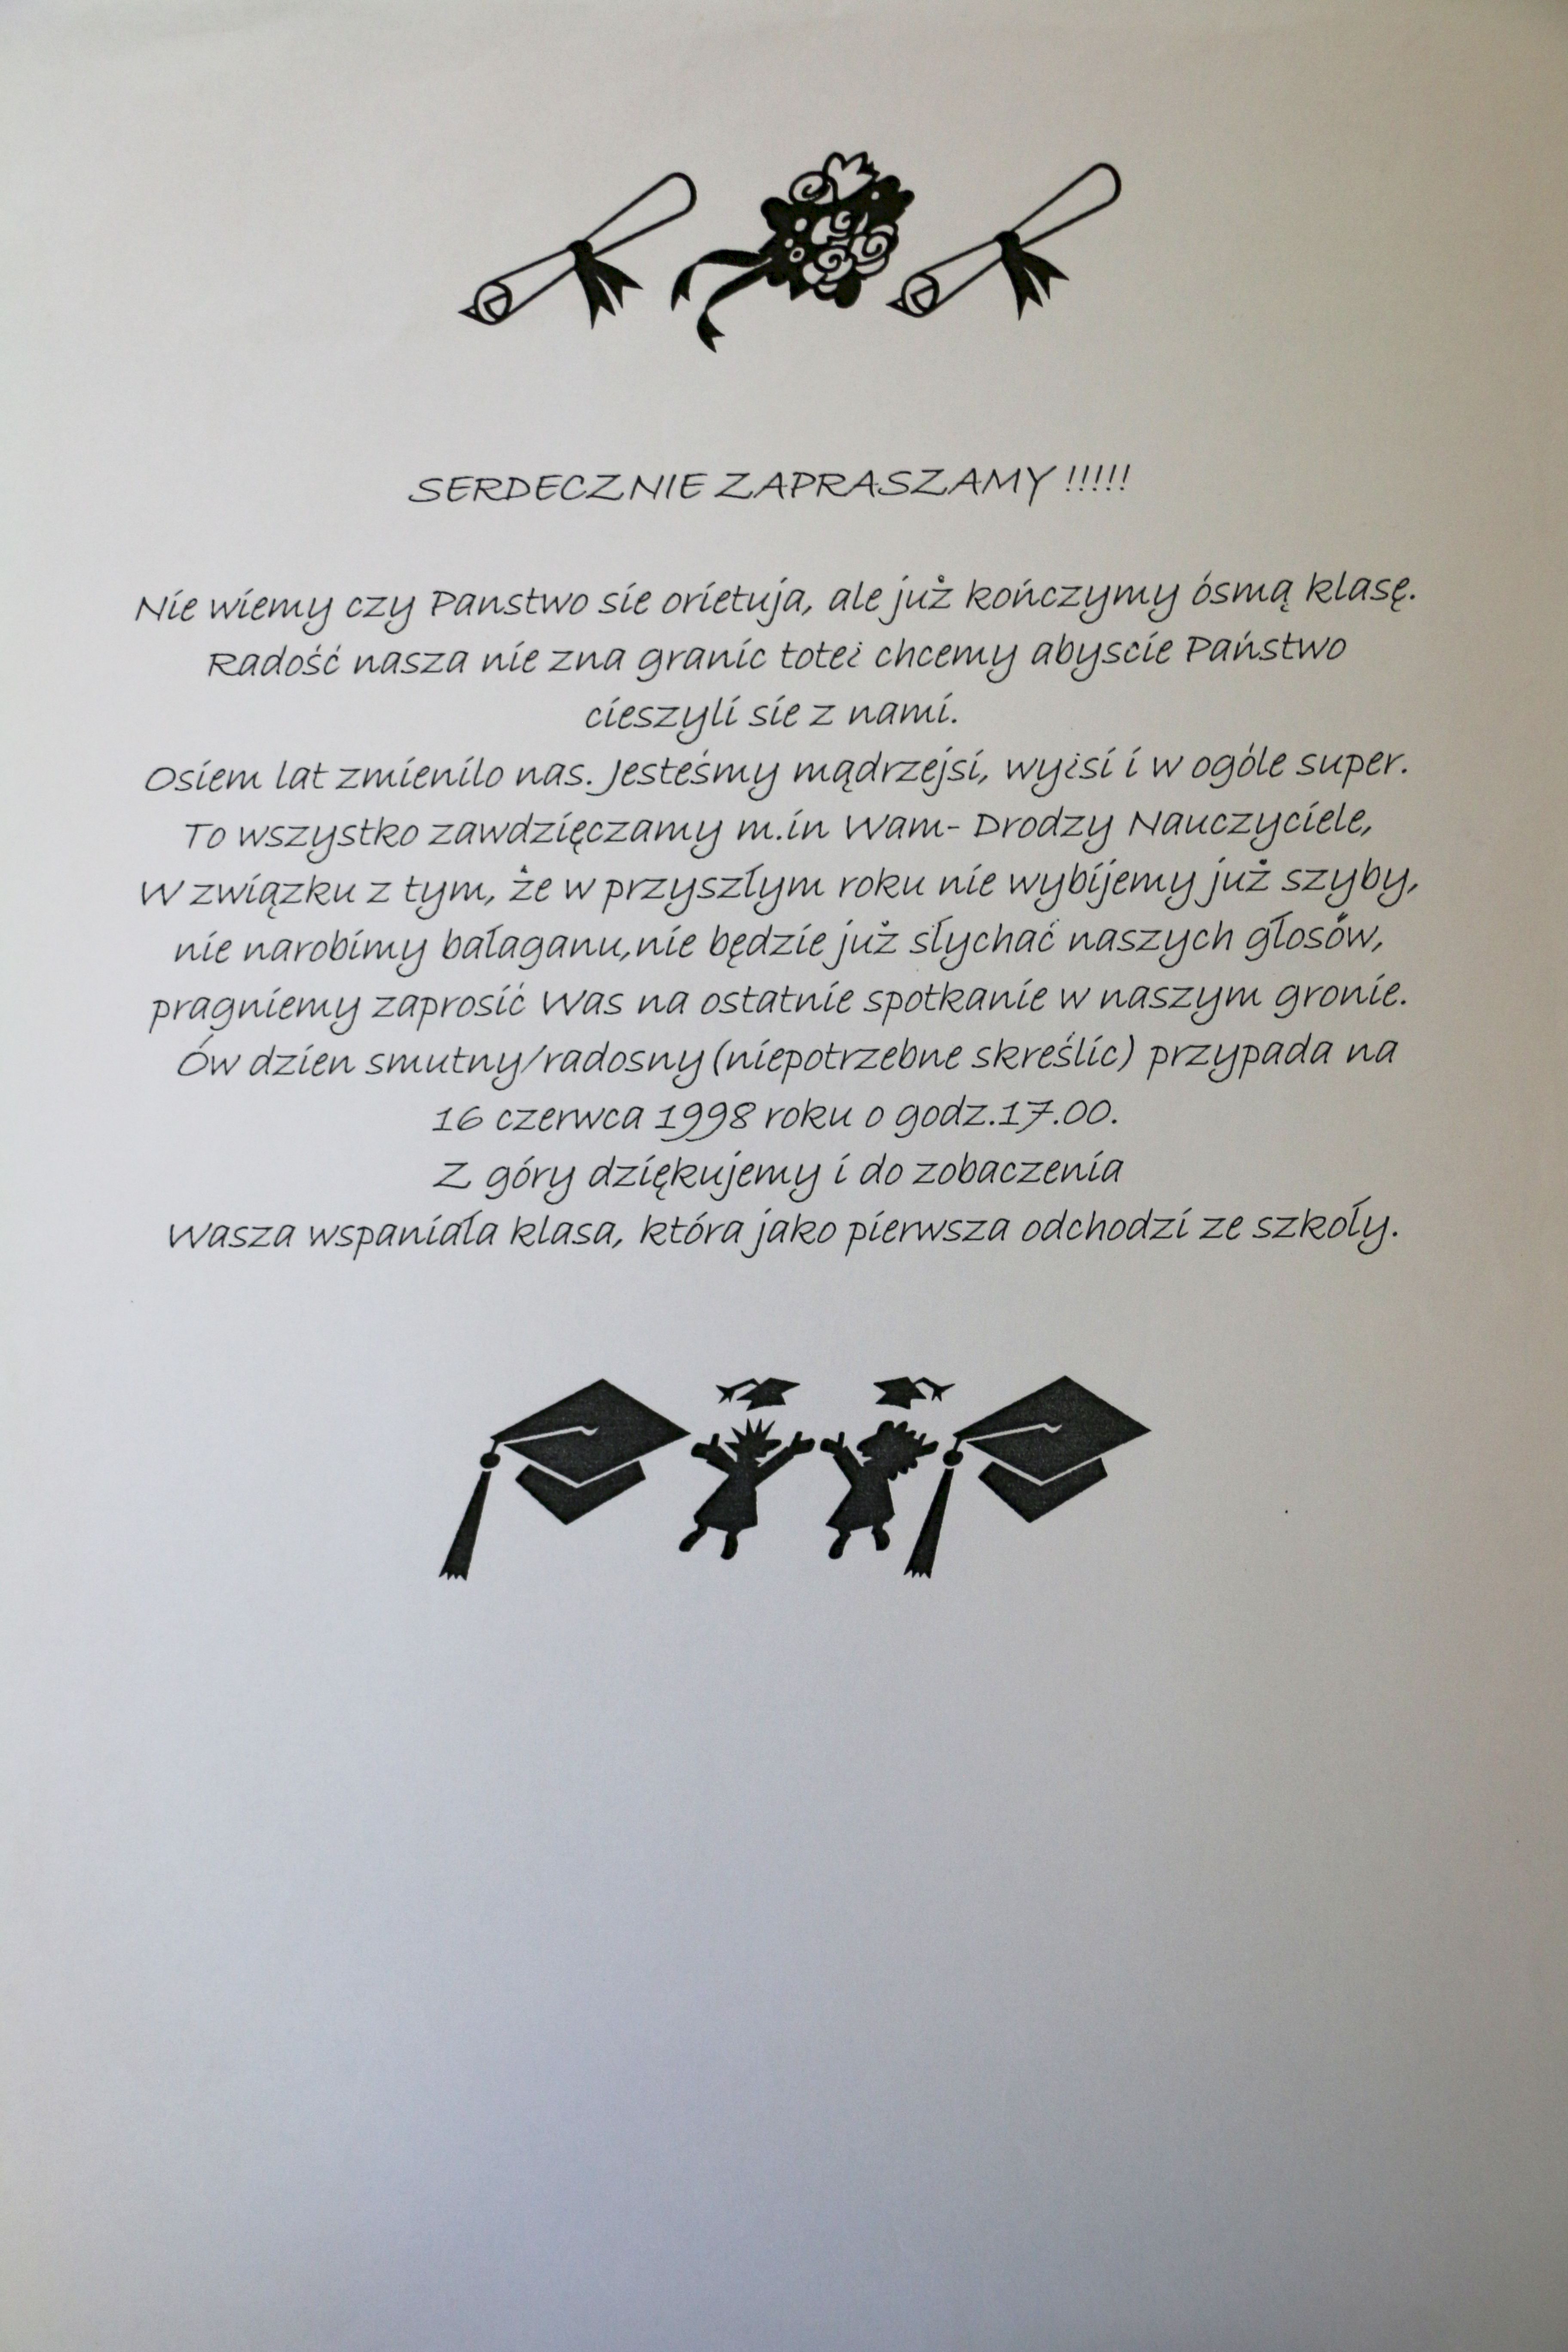 SERDECZNIE ZAPRASZAMY !!!!!
Nie wiemy czy Panstwo sie orietuja, ale już kończymy ósmą klasę.
Radość nasza nie zna granic toteż chcemy abyscie Państwo
cieszyli sie z nami.
Osiem lat zmienilo nas. Jesteśmy mądrzejsi, wyżsi i w ogóle super.
To wszystko zawdzięczamy m.in Wam- Drodzy Nauczyciele,
W związku z tym, że w przyszłym roku nie wybijemy już szyby,
nie narobimy bałaganu,nie będzie już słychać naszych głosów,
pragniemy zaprosić Was na ostatnie spotkanie w naszym gronie.
Ów dzien smutny/radosny (niepotrzebne skreślic) przypada na
16 czerwca 1998 roku o godz.17.00.
Z góry dziękujemy i do zobaczenia
Wasza wspaniała klasa, która jako pierwsza odchodzi ze szkoły.